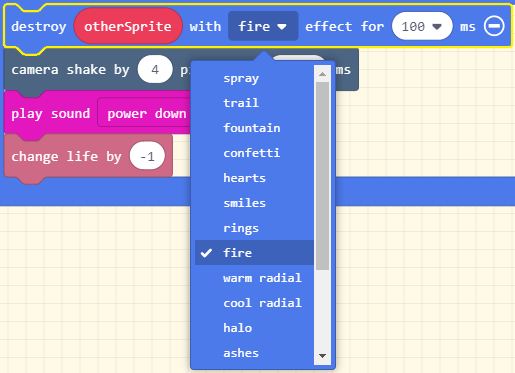 destroy otherSprite with fire effect for 100 ms
camera shake by 4 pi ms
play sound power down
change life by -1
spray
trail
fountain
confetti
hearts
smiles
rings
fire
warm radial
cool radial
halo
ashes